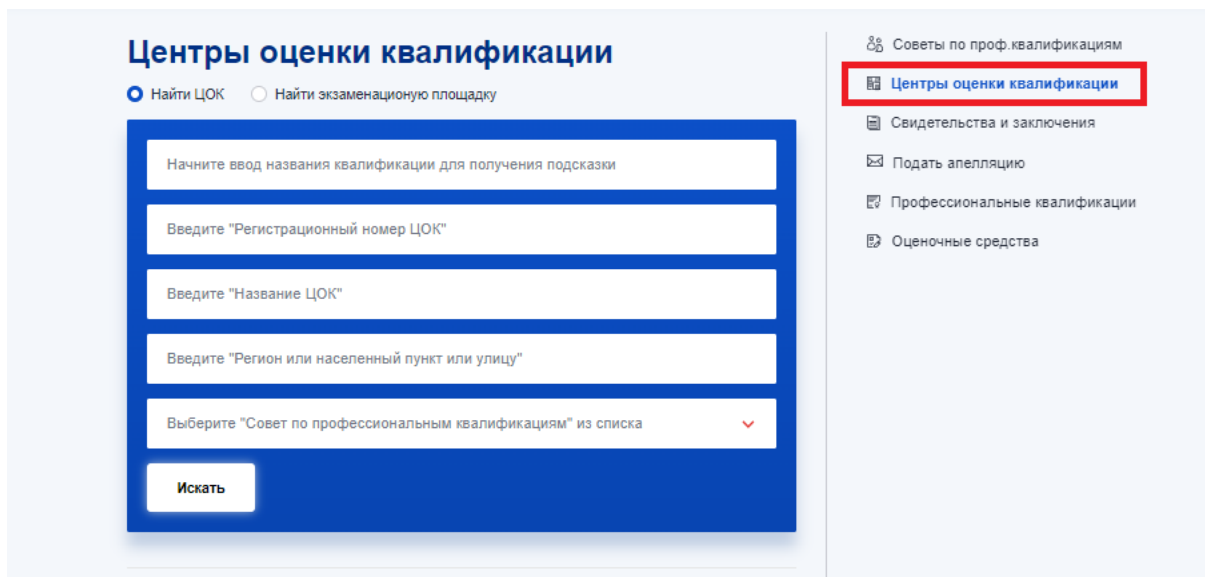 Центры оценки квалификации
Найти ЦОК Найти экзаменационую площадку
Начните ввод названия квалификации для получения подсказки
Введите "Регистрационный номер ЦОК"
Введите "Название ЦОК"
Введите "Регион или населенный пункт или улицу"
Выберите "Совет по профессиональным квалификациям" из списка
Искать
Советы по проф.квалификациям
Центры оценки квалификации
Свидетельства и заключения
Подать апелляцию
Профессиональные квалификации
Оценочные средства